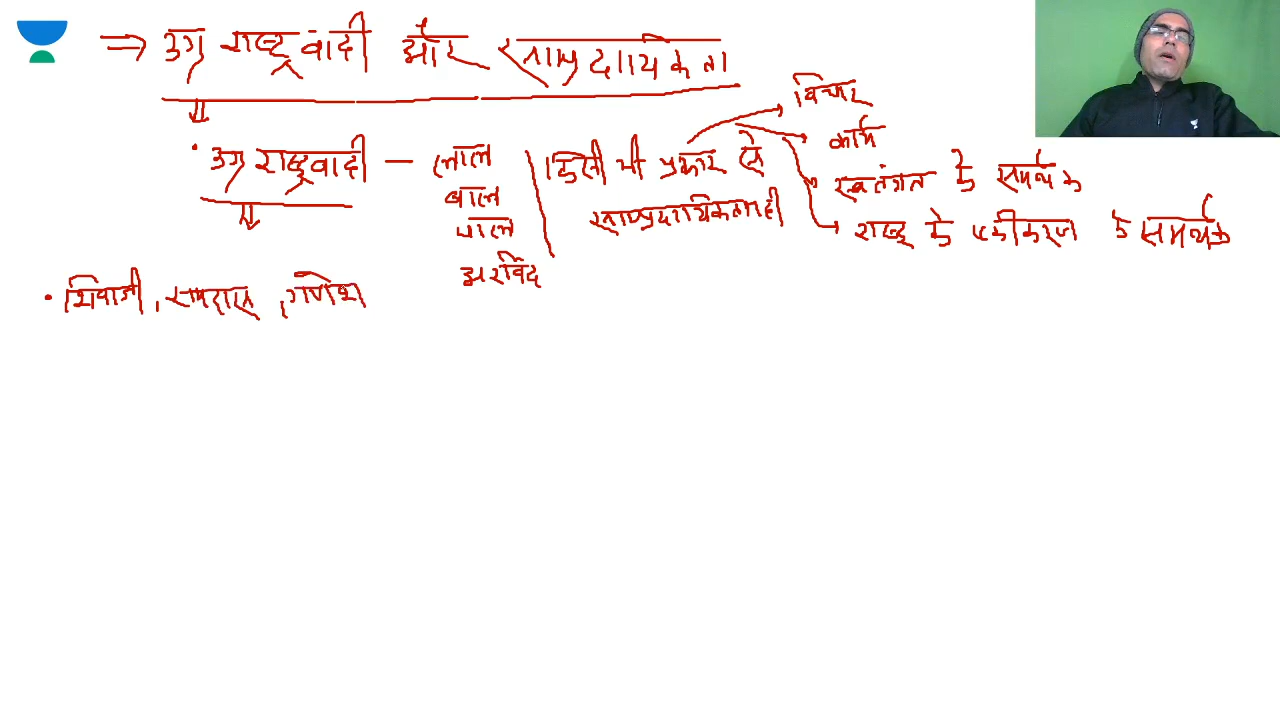 ⇒ उग्र राष्ट्रवादी और साम्प्रदायिकता
• उग्र राष्ट्रवादी — लाल
बाल
पाल
अरविंद
किसी भी प्रकार से
साम्प्रदायिक नही
विचार
कार्य
स्वतंत्रता के समर्थक
राष्ट्र के एकीकरण के समर्थक
• शिवाजी, रामदास, गणेश